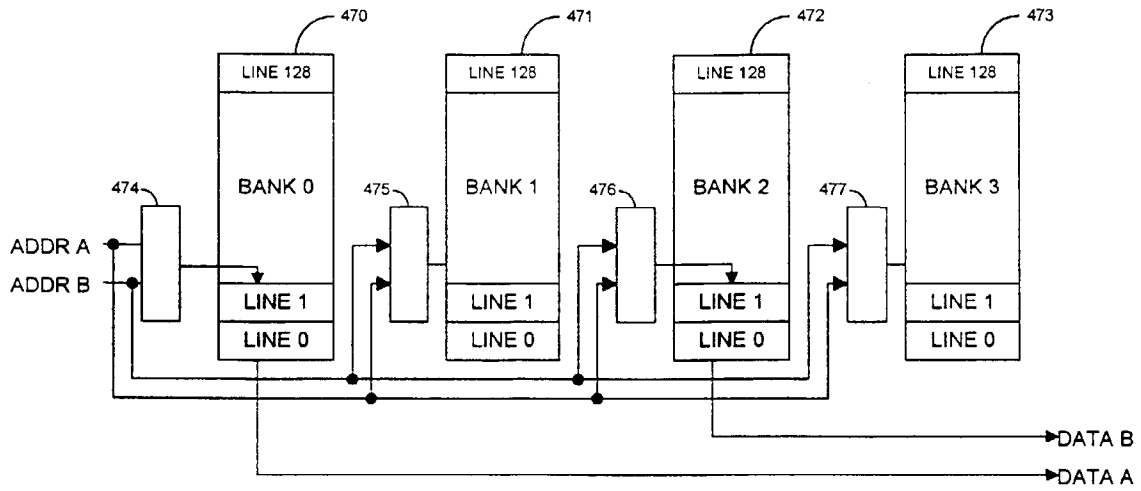 470
471
472
473
LINE 128
LINE 128
LINE 128
LINE 128
474
BANK 0
475
BANK 1
476
BANK 2
477
BANK 3
ADDR A
ADDR B
LINE 1
LINE 1
LINE 1
LINE 1
LINE 0
LINE 0
LINE 0
LINE 0
DATA B
DATA A